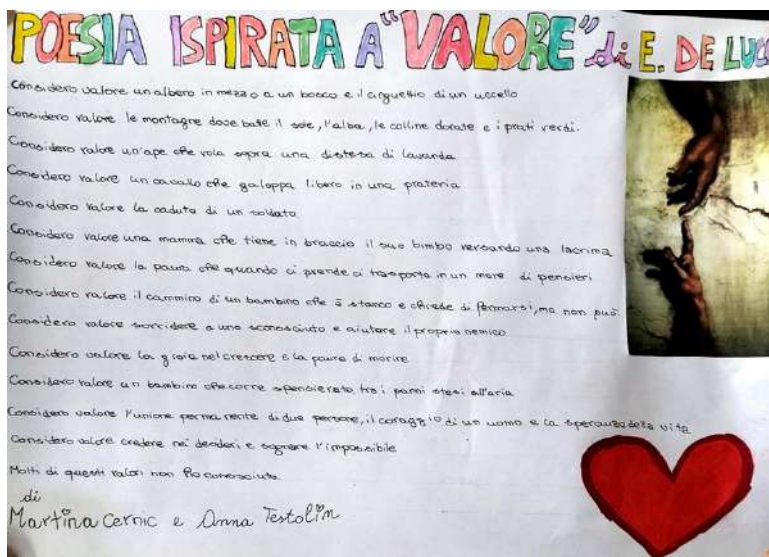 POESIA ISPIRATA A "VALORE" di E. DE LUCA
Considero valore un albero in mezzo a un bosco e il cinguettio di un uccello
Considero valore le montagne dove batte il sole, l'alba, le colline dorate e i prati verdi.
Considero valore un'ape che vola sopra una distesa di lavanda
Considero valore un cavallo che galoppa libero in una prateria
Considero valore la caduta di un soldato
Considero valore una mamma che tiene in braccio il suo bimbo versando una lacrima
Considero valore la paura che quando ci prende ci trasporta in un mare di pensieri
Considero valore il cammino di un bambino che è stanco e chiede di fermarsi, ma non può.
Considero valore sorridere a uno sconosciuto e aiutare il proprio nemico
Considero valore la gioia nel crescere e la paura di morire
Considero valore un bambino che corre spensierato tra i panni stesi all'aria
Considero valore l'unione permanente di due persone, il coraggio di un uomo e la speranza della vita
Considero valore credere nei desideri e sognare l'impossibile
Molti di questi valori non ho conosciuto.
di
Martina Cernic e Anna Testolin